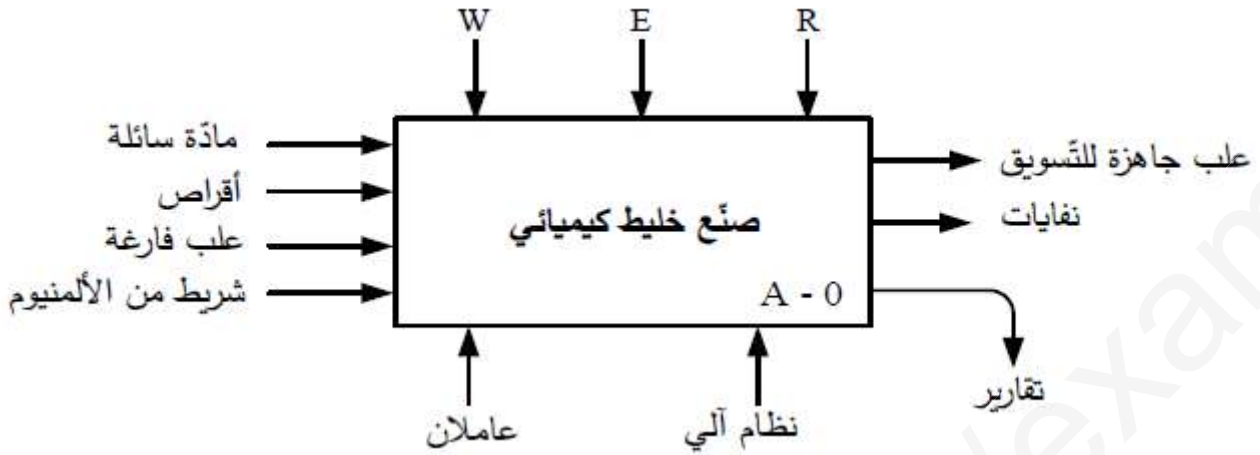 W E R
مادّة سائلة
أقراص
علب فارغة
شريط من الألمنيوم
صنّع خليط كيميائي
A - 0
علب جاهزة للتّسويق
نفايات
تقارير
عاملان
نظام آلي